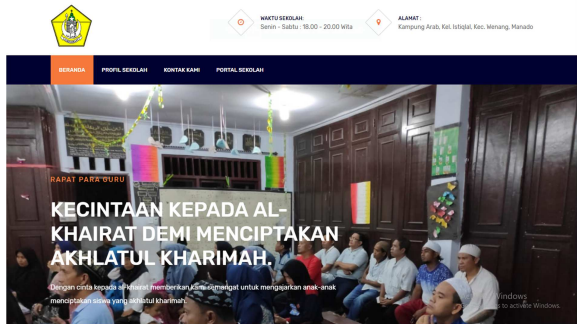 WAKTU SEKOLAH:
Senin - Sabtu : 18.00 - 20.00 Wita
ALAMAT :
Kampung Arab, Kel. Istiqlal, Kec. Wenang, Manado
BERANDA
PROFIL SEKOLAH
KONTAK KAMI
PORTAL SEKOLAH
RAPAT PARA GURU
KECINTAAN KEPADA AL-
KHAIRAT DEMI MENCIPTAKAN
AKHLATUL KHARIMAH.
Dengan cinta kepada al-khairat memberikan kami semangat untuk mengajarkan anak-anak
menciptakan siswa yang akhlatul kharimah.
Windows
to activate Windows.